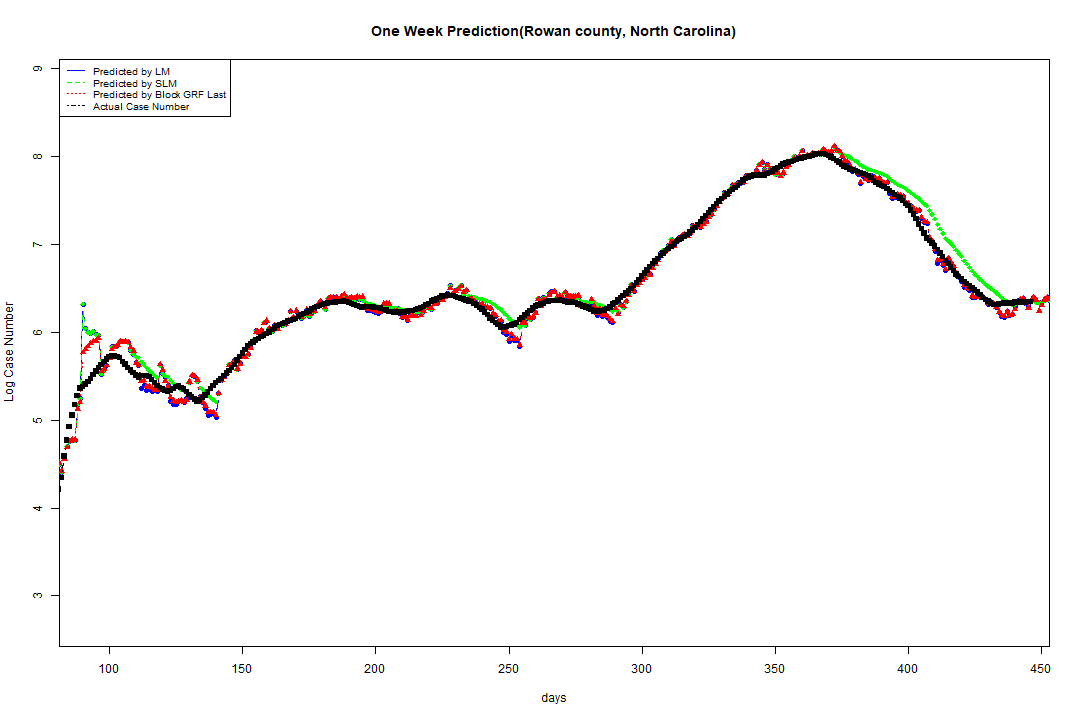 One Week Prediction(Rowan county, North Carolina)
Predicted by LM
Predicted by SLM
Predicted by Block GRF Last
Actual Case Number
Log Case Number
9
8
7
6
5
4
3
100 150 200 250 300 350 400 450
days